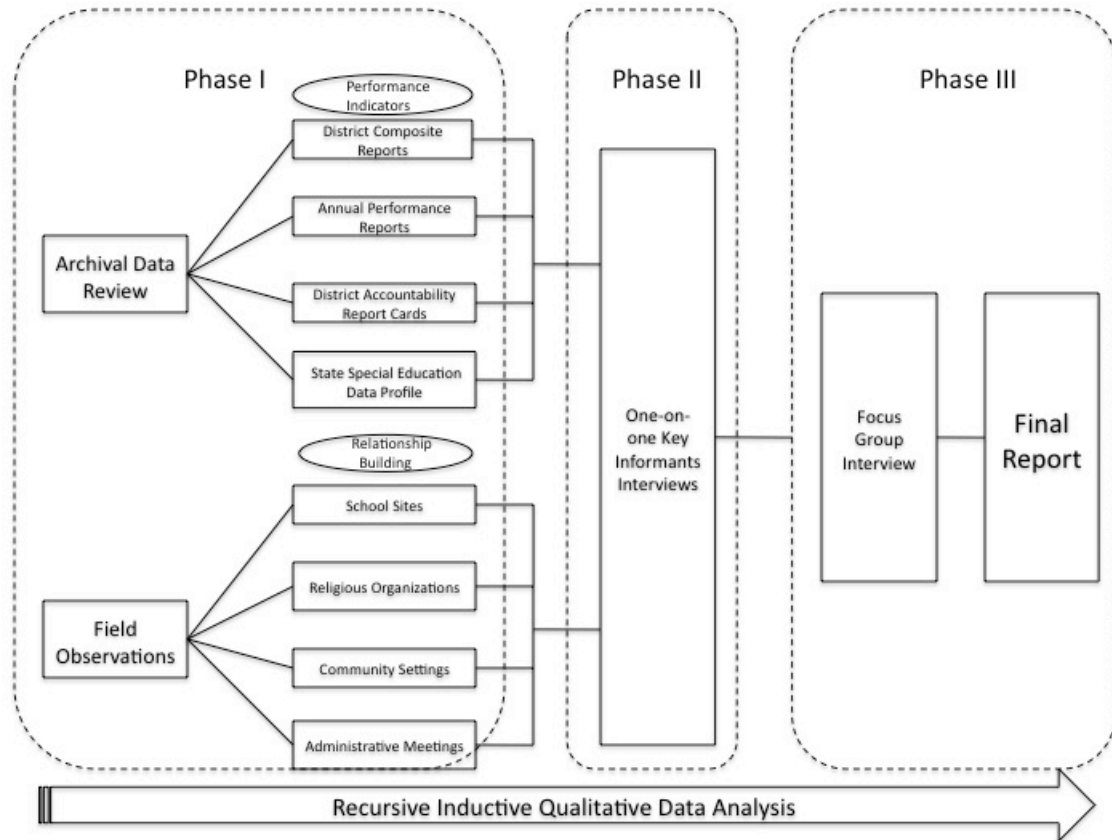 Phase I
Performance
Indicators
District Composite
Reports
Annual Performance
Reports
Archival Data
Review
District Accountability
Report Cards
State Special Education
Data Profile
Relationship
Building
School Sites
Religious Organizations
Field
Observations
Community Settings
Administrative Meetings
Phase II
One-on-
one Key
Informants
Interviews
Phase III
Focus
Group
Interview
Final
Report
Recursive Inductive Qualitative Data Analysis